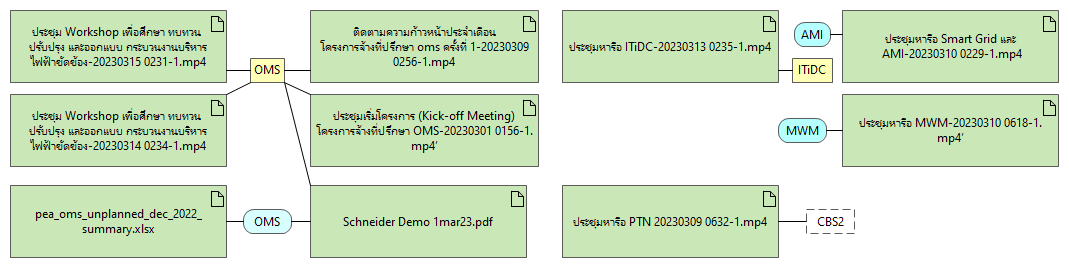 ประชุม Workshop เพื่อศึกษา ทบทวน
ปรับปรุง และออกแบบ กระบวนงานบริหาร
ไฟฟ้าขัดข้อง-20230315 0231-1.mp4
OMS
ติดตามความก้าวหน้าประจำเดือน
โครงการจ้างที่ปรึกษา oms ครั้งที่ 1-20230309
0256-1.mp4
ประชุมหารือ ITiDC-20230313 0235-1.mp4
AMI
ITiDC
ประชุมหารือ Smart Grid และ
AMI-20230310 0229-1.mp4
ประชุม Workshop เพื่อศึกษา ทบทวน
ปรับปรุง และออกแบบ กระบวนงานบริหาร
ไฟฟ้าขัดข้อง-20230314 0234-1.mp4
ประชุมเริ่มโครงการ (Kick-off Meeting)
โครงการจ้างที่ปรึกษา OMS-20230301 0156-1.
mp4'
MWM
ประชุมหารือ MWM-20230310 0618-1.
mp4'
pea_oms_unplanned_dec_2022_
summary.xlsx
OMS
Schneider Demo 1mar23.pdf
ประชุมหารือ PTN 20230309 0632-1.mp4
CBS2